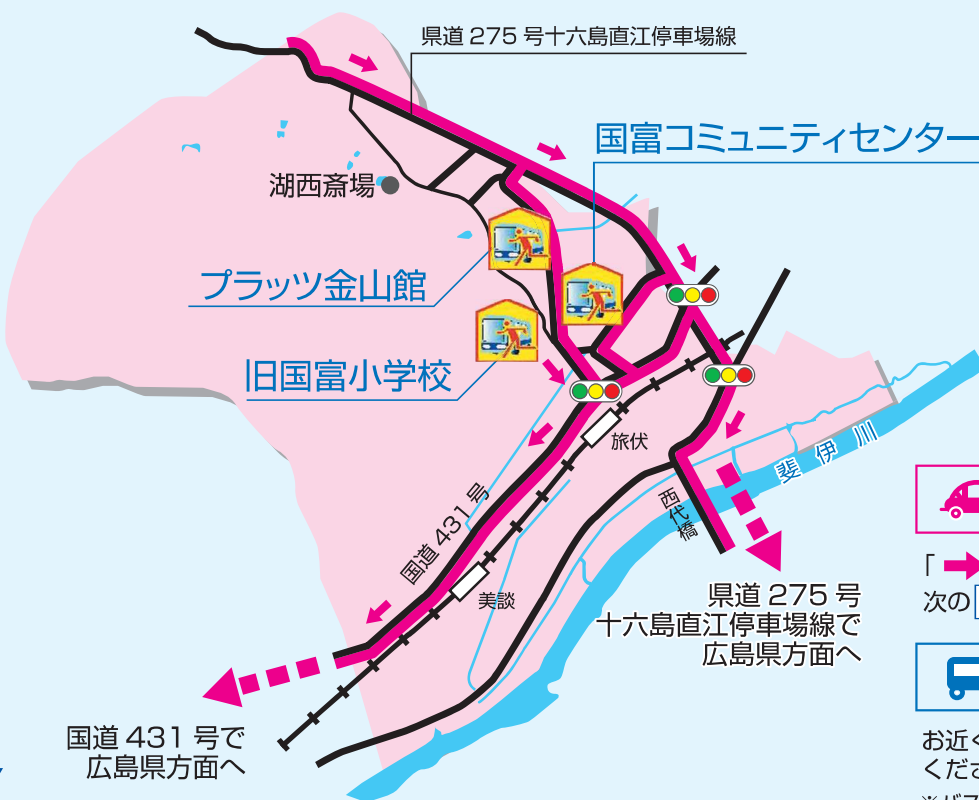 県道 275 号十六島直江停車場線
国富コミュニティセンター
湖西斎場
プラッツ金山館
旧国富小学校
旅伏
斐伊川
西代橋
国道 431 号
美談
県道 275 号
十六島直江停車場線で
広島県方面へ
国道 431 号で
広島県方面へ
「
次の
お近く
くださ
※バス